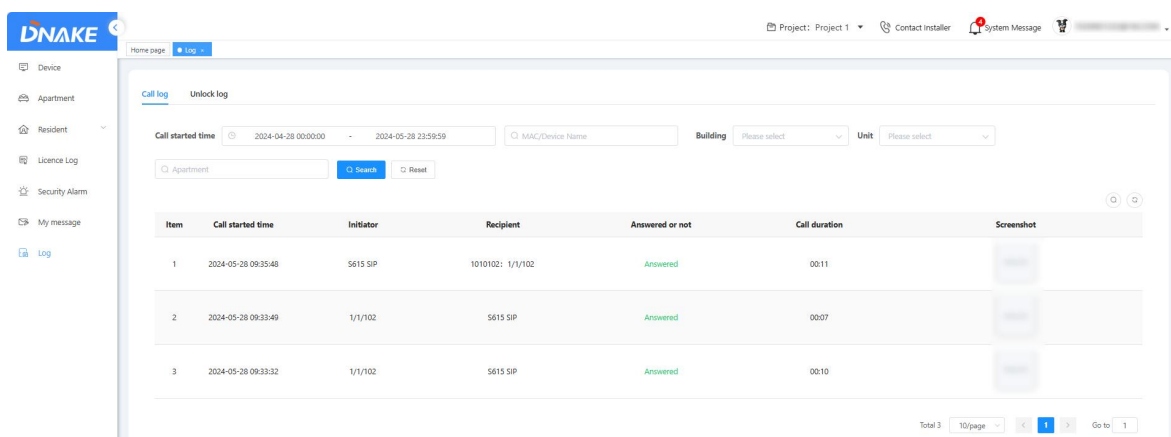 DNAKE
Project: Project 1
Contact Installer
4
System Message
Home page
Log ×
Device
Apartment
Resident
Licence Log
Security Alarm
My message
Log
Call log Unlock log
Call started time 2024-04-28 00:00:00 - 2024-05-28 23:59:59 MAC/Device Name Building Please select Unit Please select
Apartment Search Reset
Item Call started time Initiator Recipient Answered or not Call duration Screenshot
1 2024-05-28 09:35:48 S615 SIP 1010102: 1/1/102 Answered 00:11
2 2024-05-28 09:33:49 1/1/102 S615 SIP Answered 00:07
3 2024-05-28 09:33:32 1/1/102 S615 SIP Answered 00:10
Total 3 10/page < 1 > Go to 1